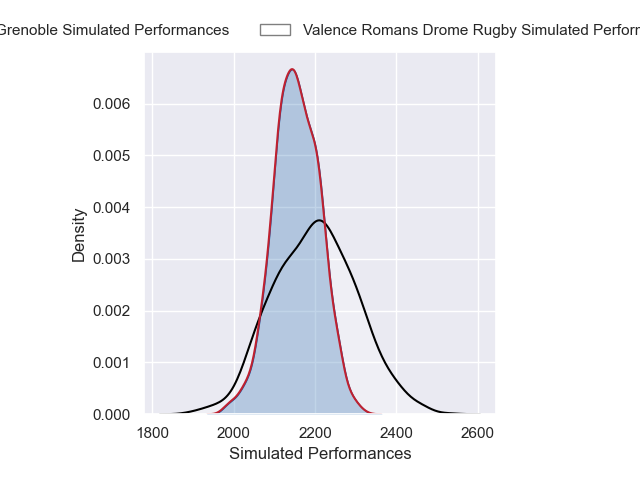 Grenoble Simulated Performances
Valence Romans Drome Rugby Simulated Perfor
Density
0.006
0.005
0.004
0.003
0.002
0.001
0.000
1800 2000 2200 2400 2600
Simulated Performances